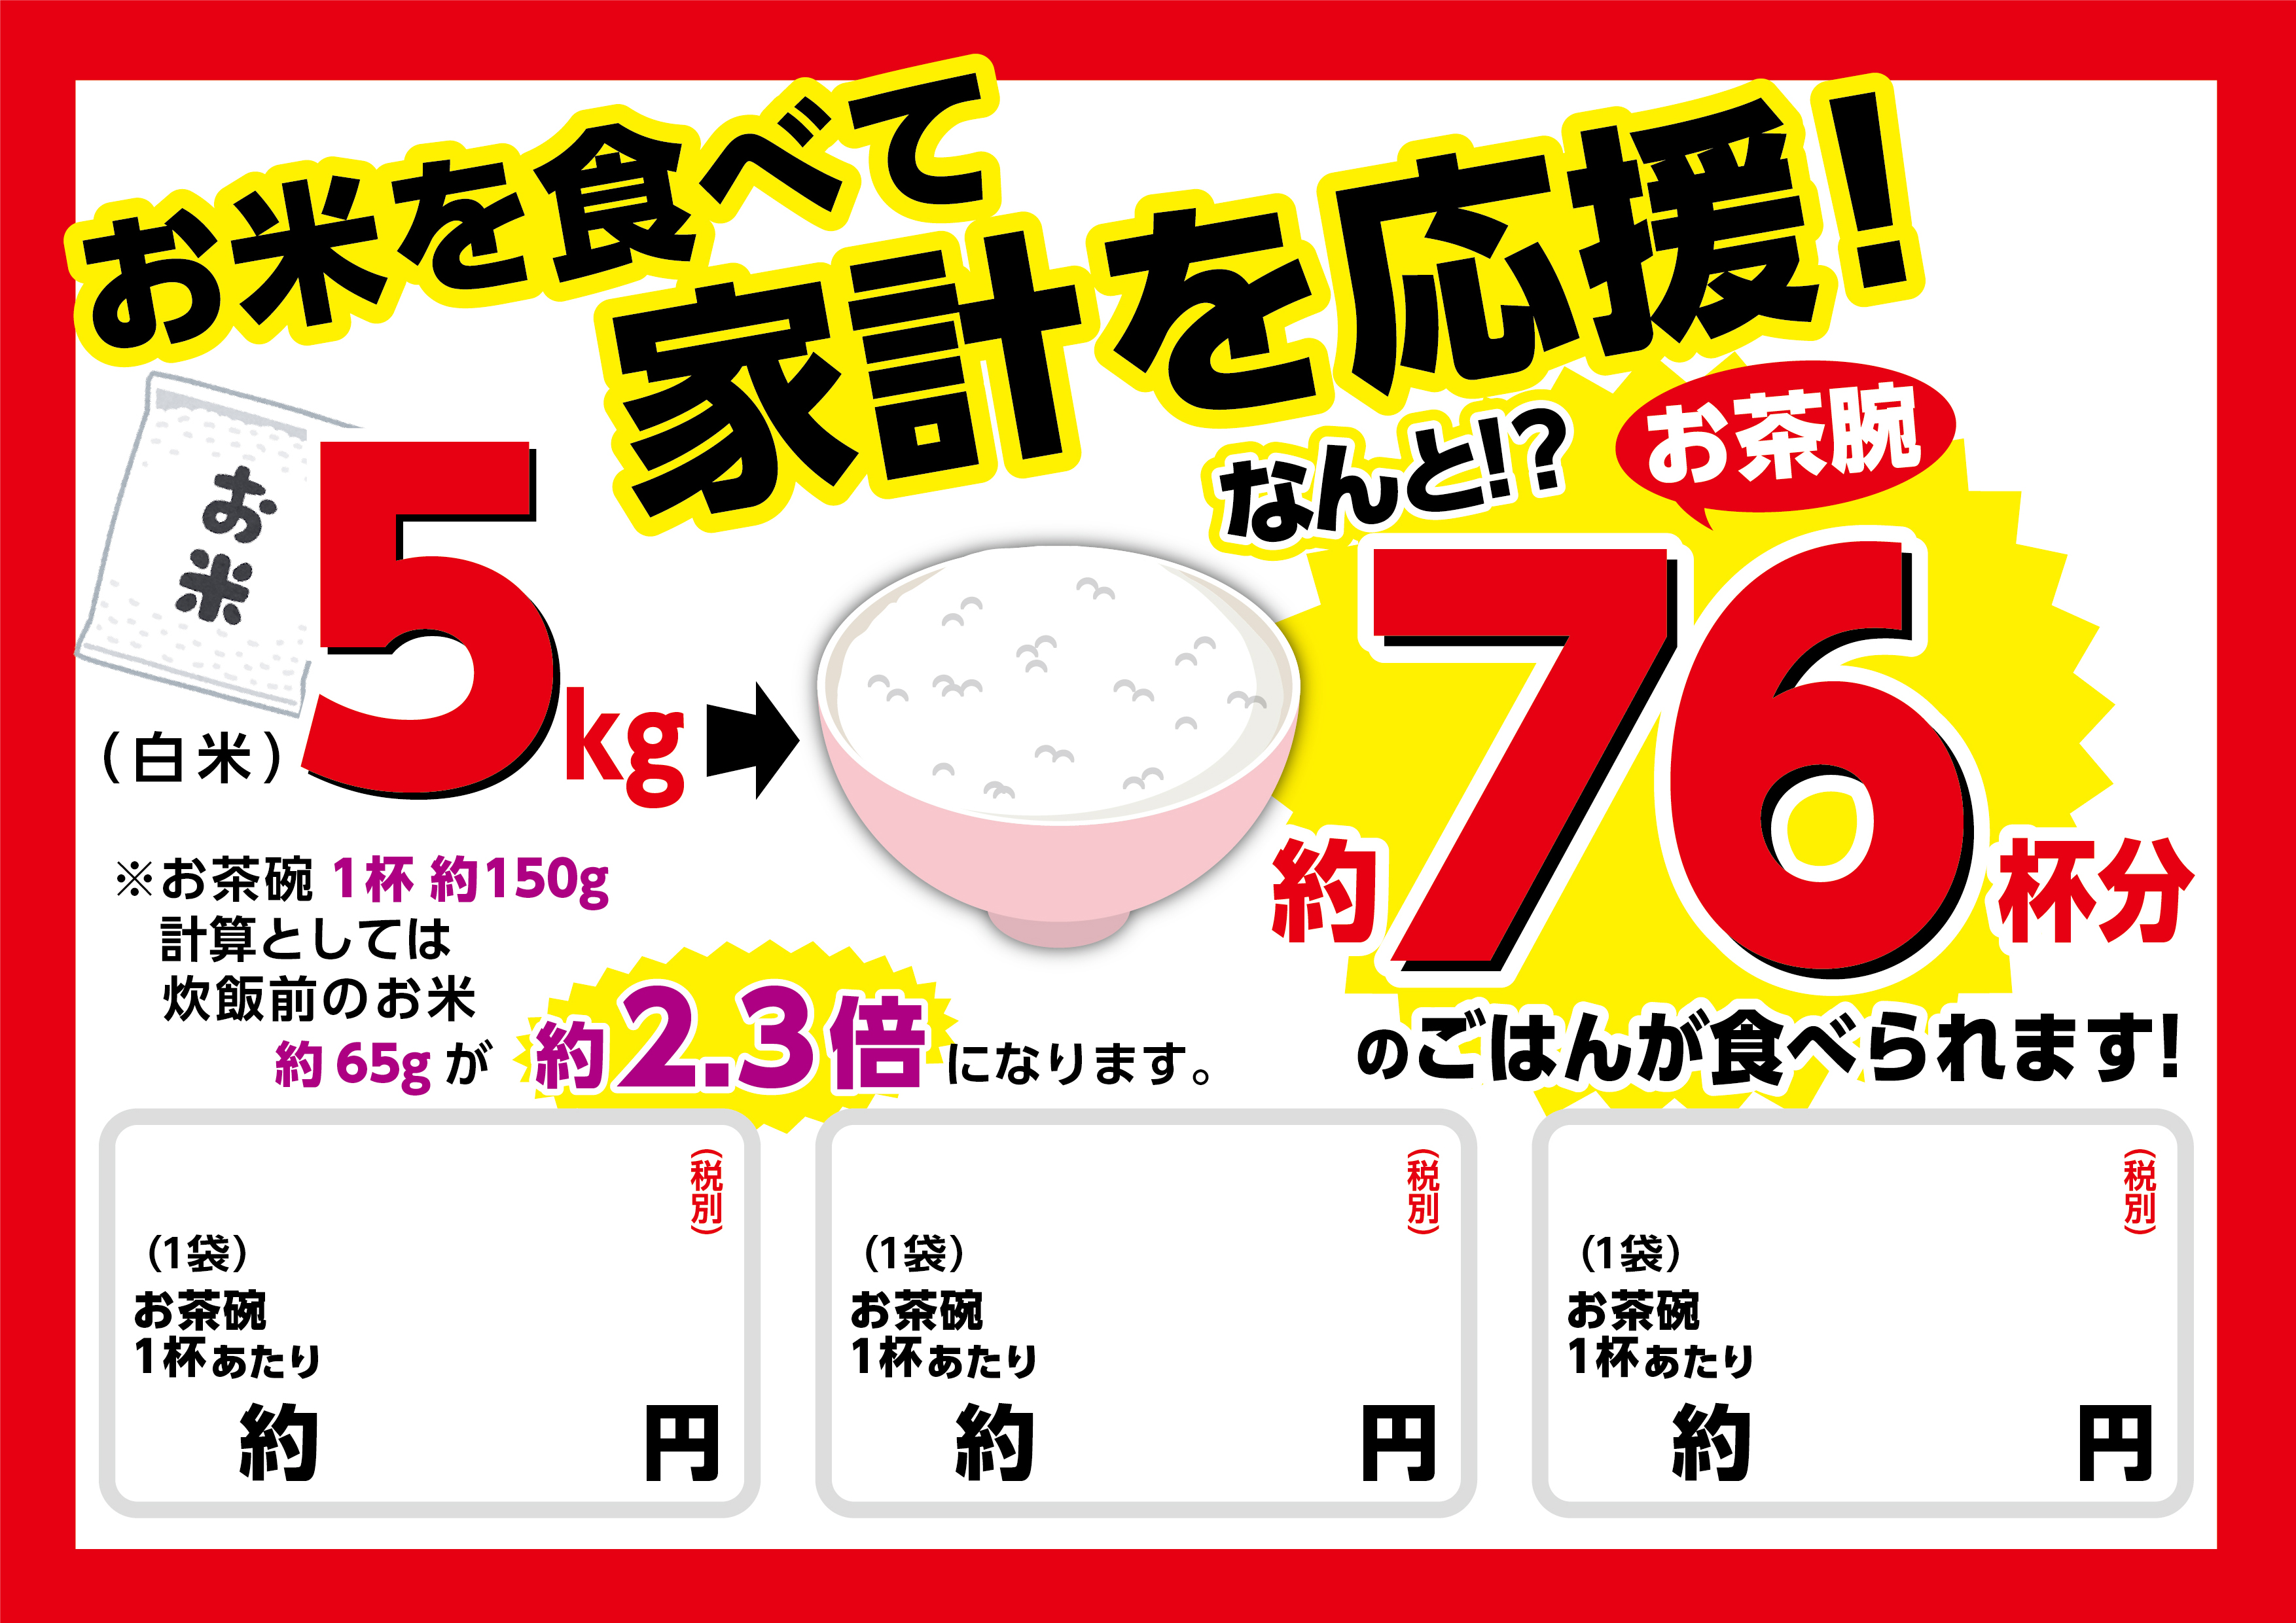 お米を食べて
家計を応援！
お米
（白米）
5kg
なんと!?
お茶腕
約76杯分
のごはんが食べられます!
※お茶碗 1杯 約150g
計算としては
炊飯前のお米
約 65g が 約2.3倍 になります。
（税別）
（1袋）
お茶碗
1杯あたり
約 円
（税別）
（1袋）
お茶碗
1杯あたり
約 円
（税別）
（1袋）
お茶碗
1杯あたり
約 円